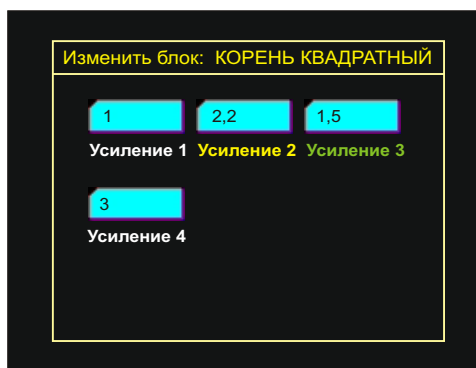 Изменить блок: КОРЕНЬ КВАДРАТНЫЙ
1 2,2 1,5
Усиление 1 Усиление 2 Усиление 3
3
Усиление 4